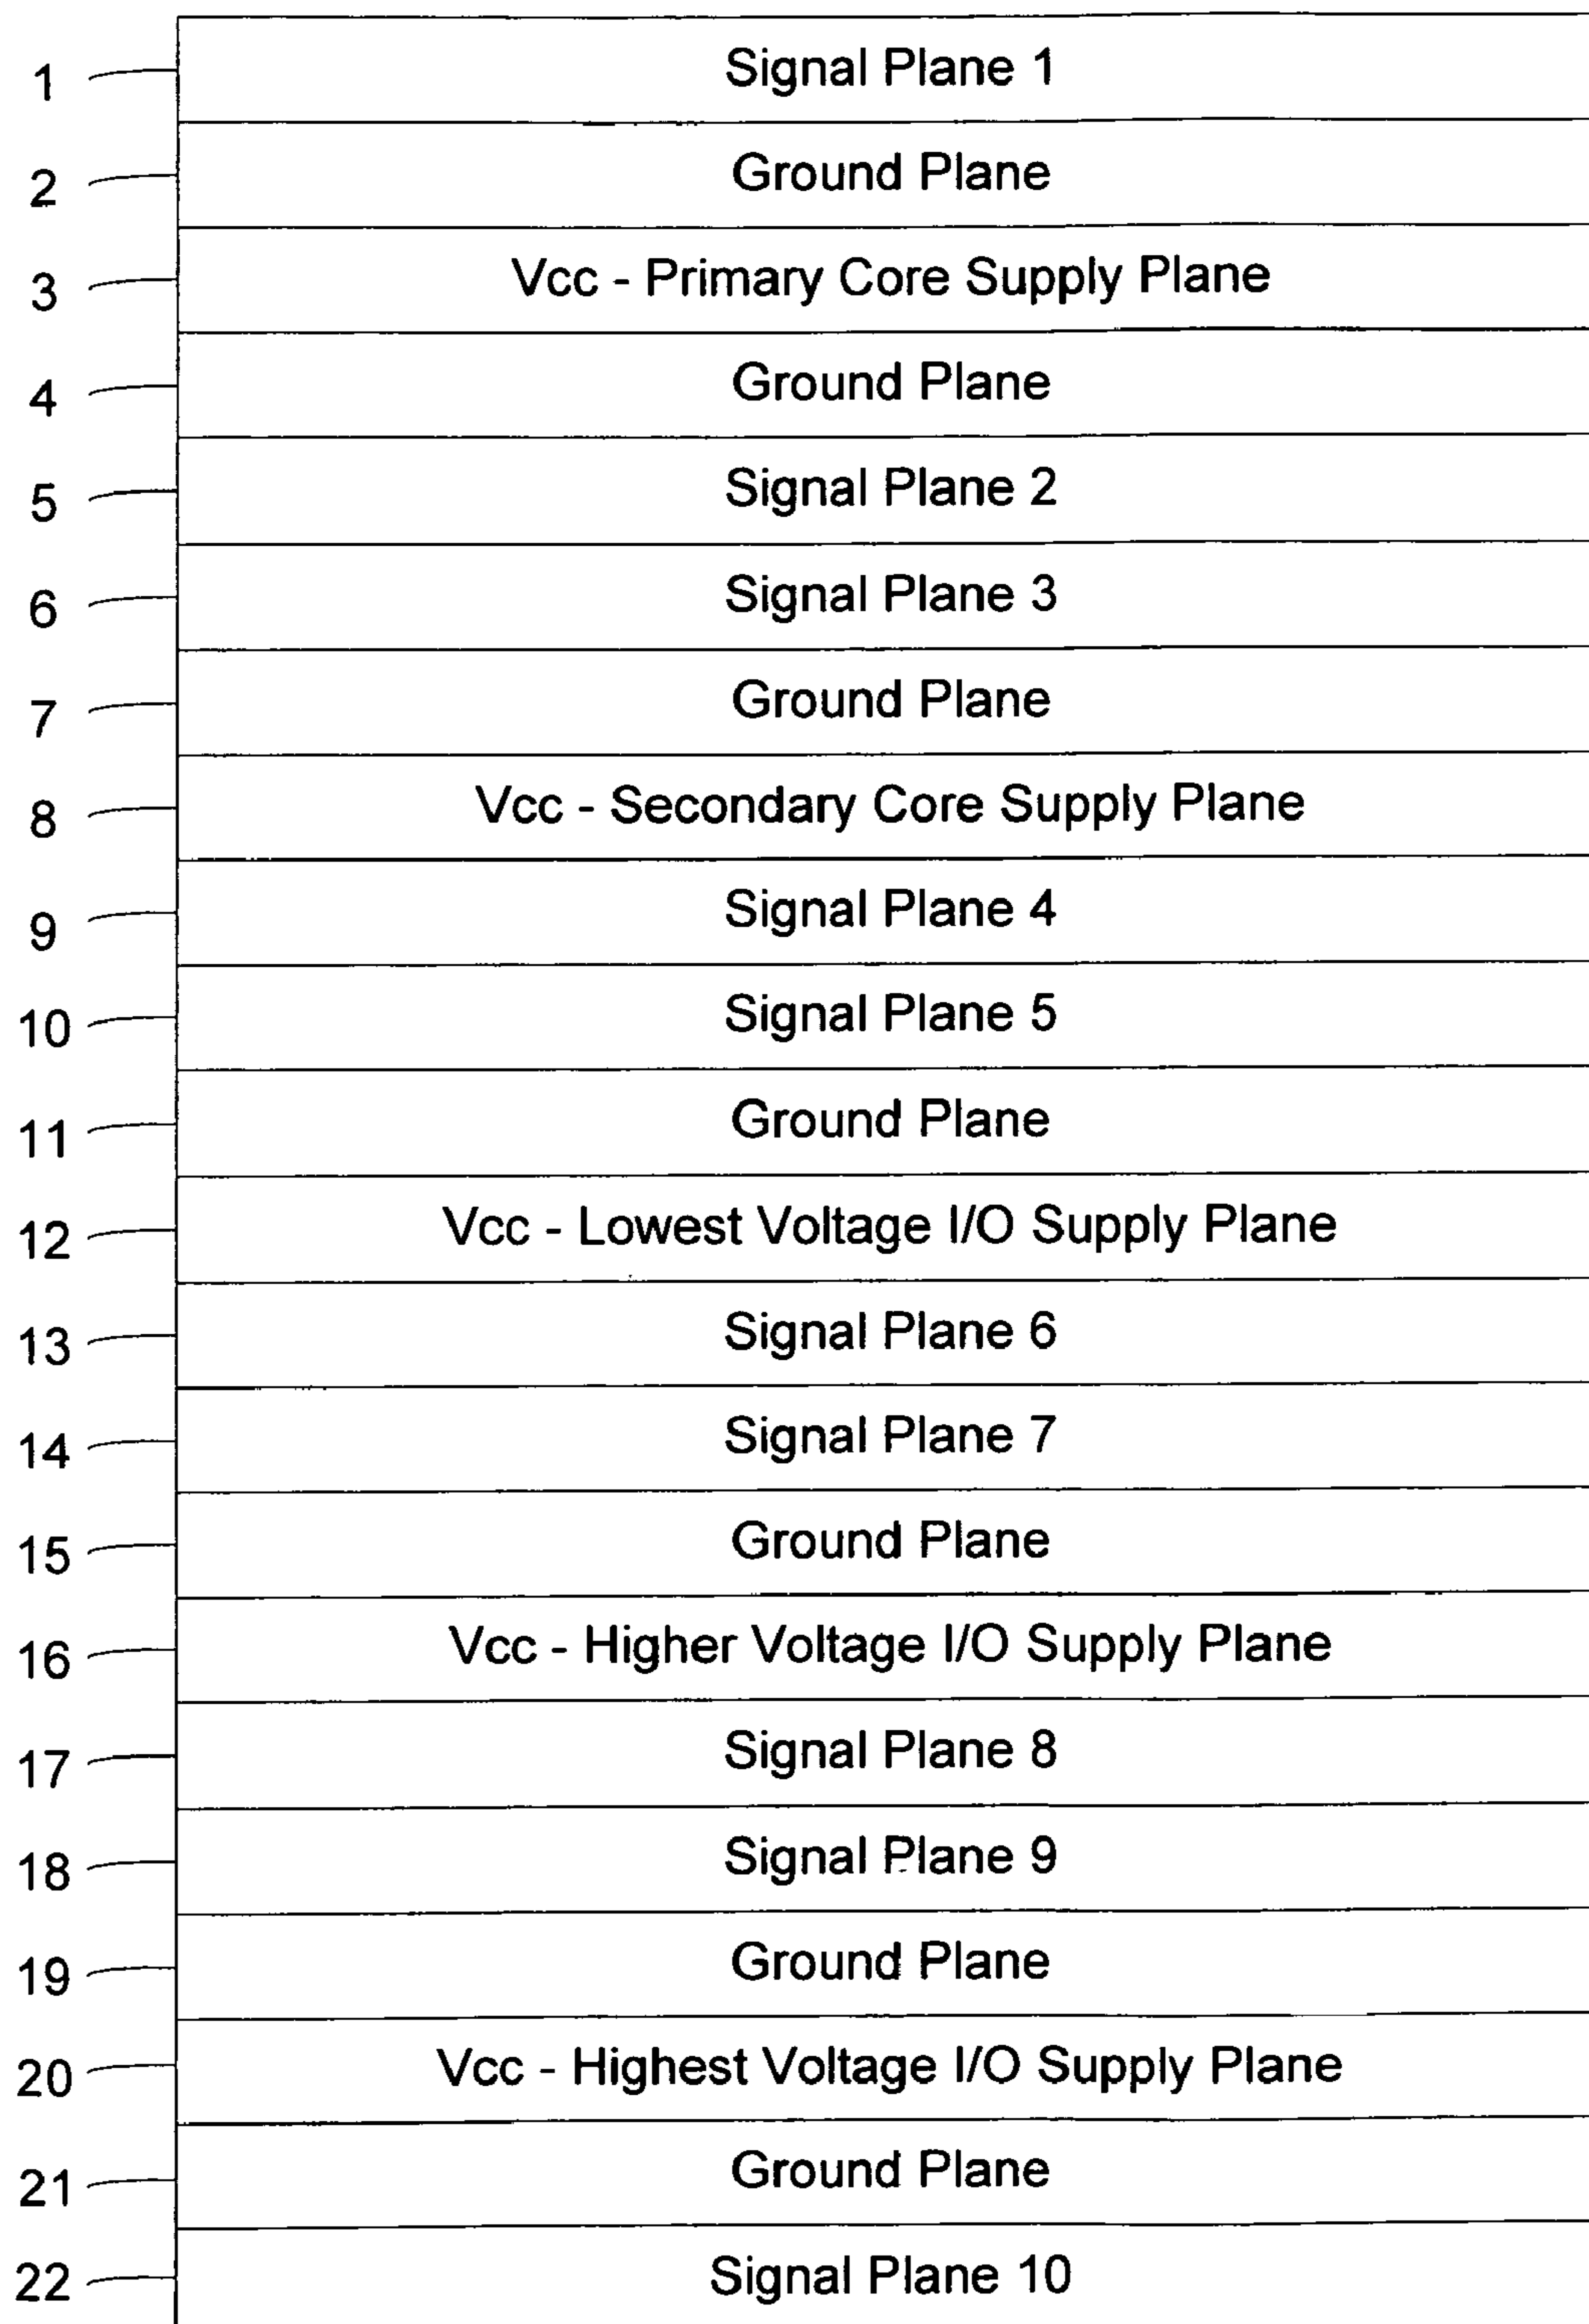 1 Signal Plane 1
2 Ground Plane
3 Vcc - Primary Core Supply Plane
4 Ground Plane
5 Signal Plane 2
6 Signal Plane 3
7 Ground Plane
8 Vcc - Secondary Core Supply Plane
9 Signal Plane 4
10 Signal Plane 5
11 Ground Plane
12 Vcc - Lowest Voltage I/O Supply Plane
13 Signal Plane 6
14 Signal Plane 7
15 Ground Plane
16 Vcc - Higher Voltage I/O Supply Plane
17 Signal Plane 8
18 Signal Plane 9
19 Ground Plane
20 Vcc - Highest Voltage I/O Supply Plane
21 Ground Plane
22 Signal Plane 10